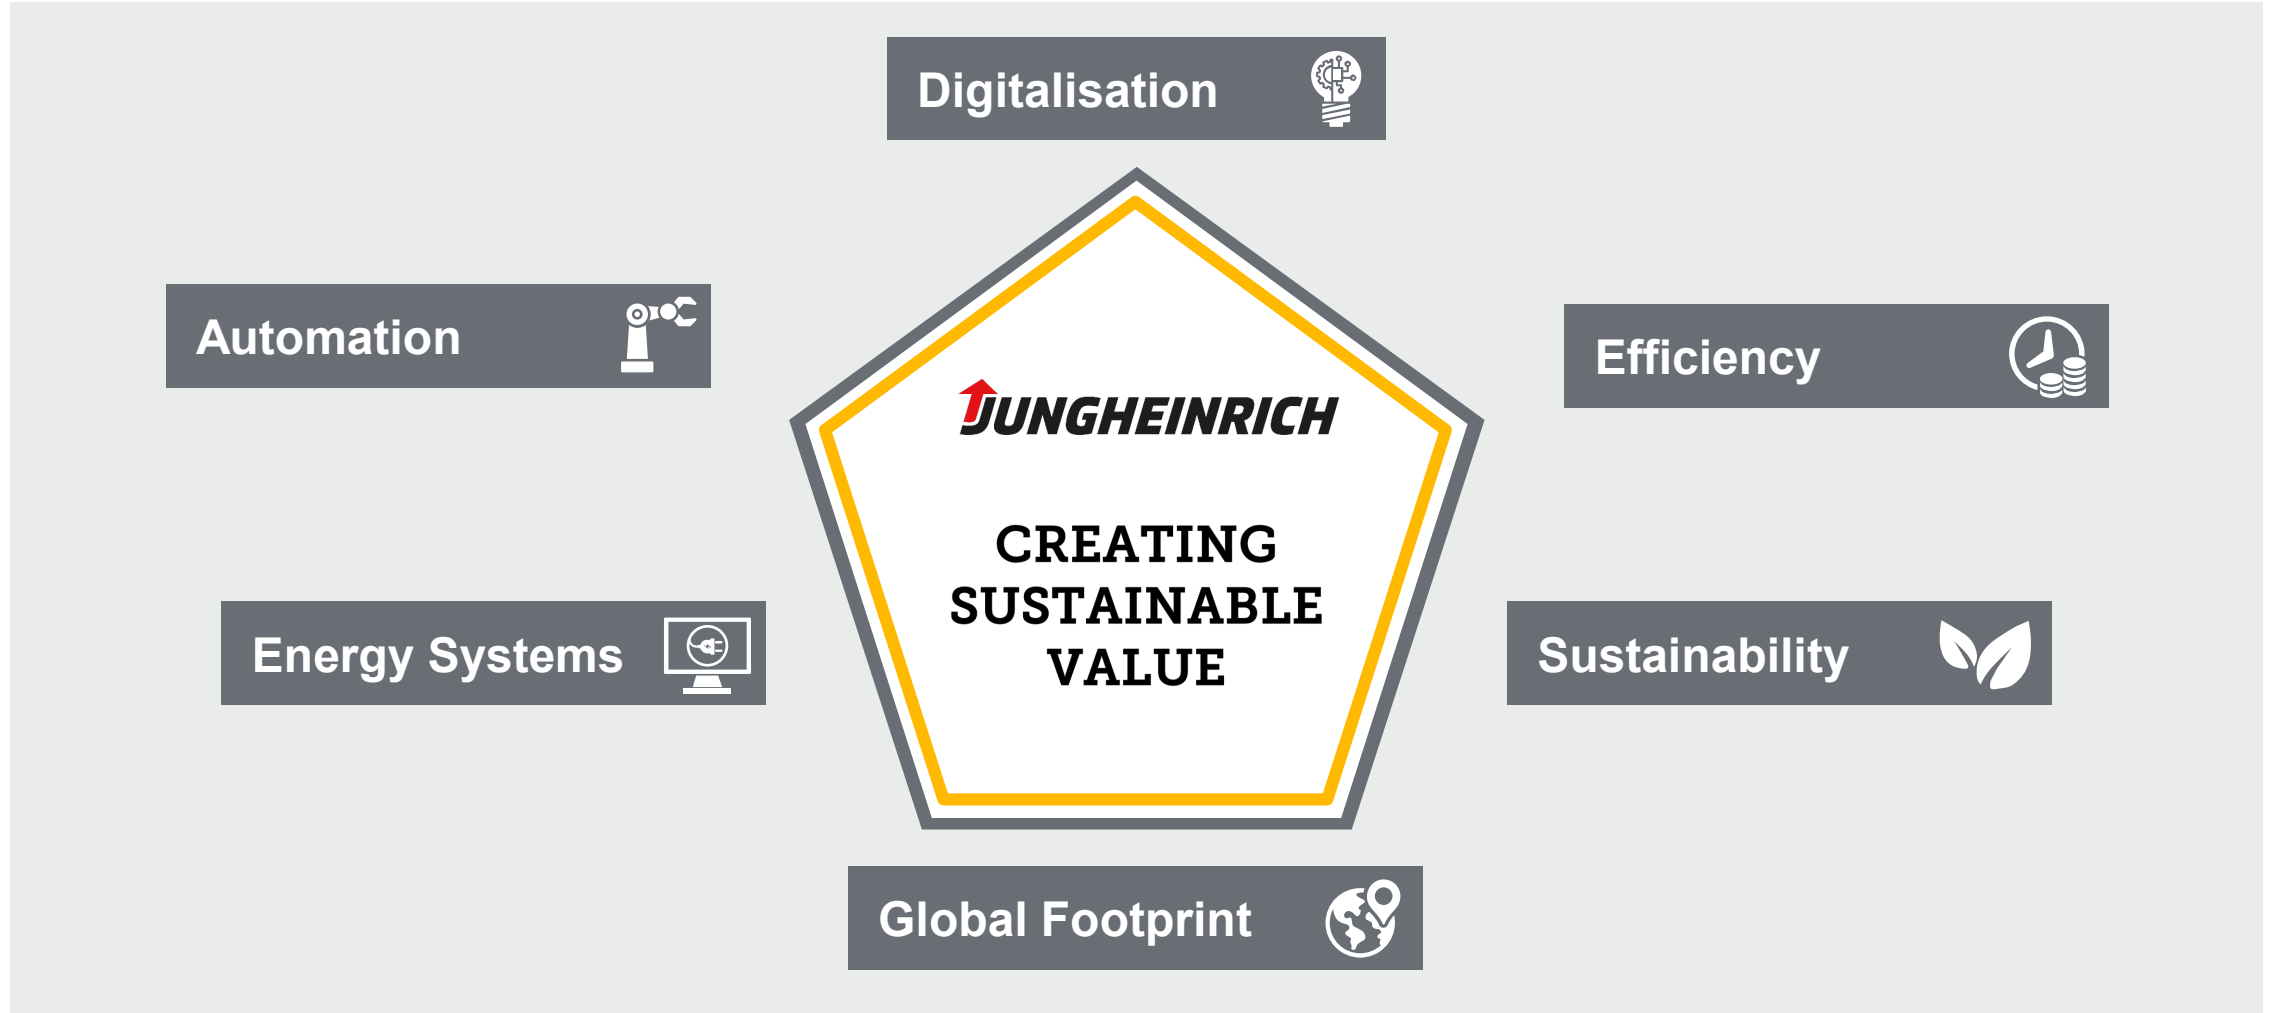 Digitalisation
Automation
Efficiency
JUNGHEINRICH
CREATING
SUSTAINABLE
VALUE
Energy Systems
Sustainability
Global Footprint